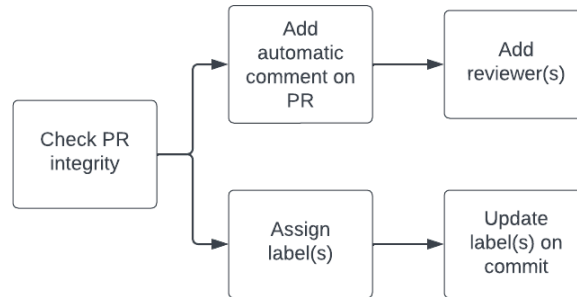 Check PR
integrity
Add
automatic
comment on
PR
Add
reviewer(s)
Assign
label(s)
Update
label(s) on
commit